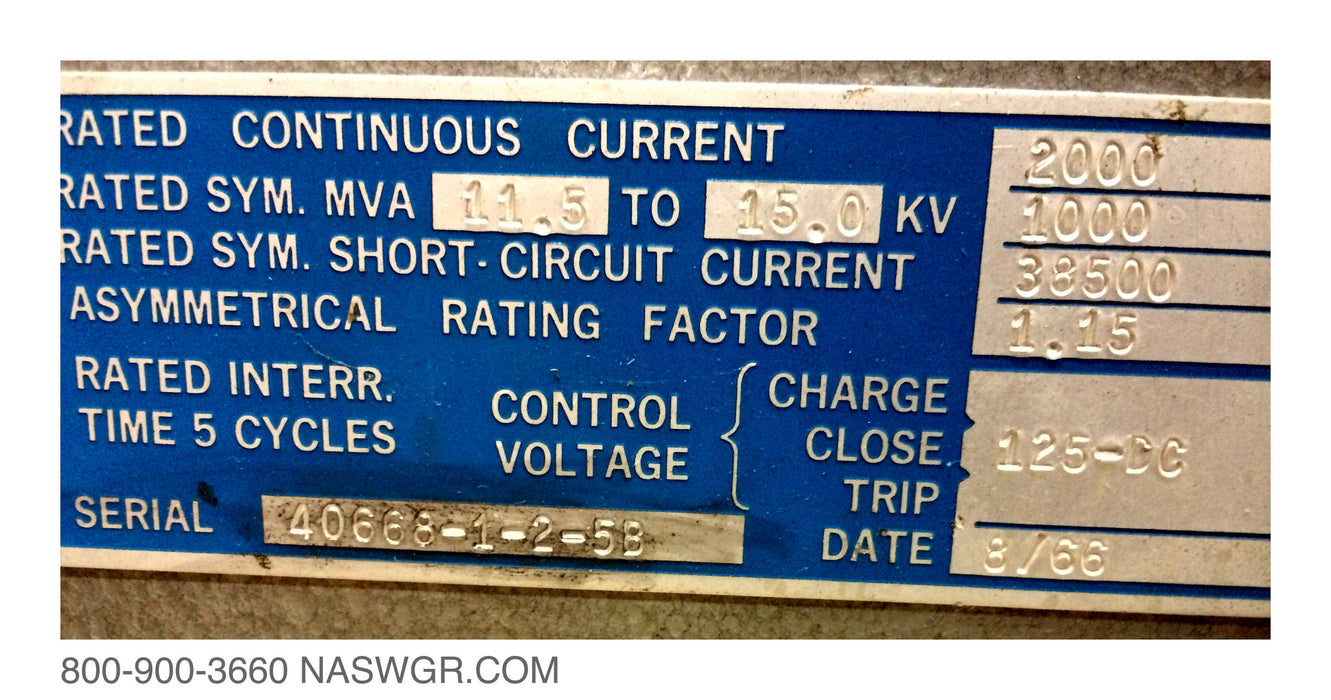 RATED CONTINUOUS CURRENT 2000
RATED SYM. MVA 11.5 TO 15.0 KV 1000
RATED SYM. SHORT-CIRCUIT CURRENT 38500
ASYMMETRICAL RATING FACTOR 1.15
RATED INTERR.
TIME 5 CYCLES
CONTROL
VOLTAGE
CHARGE
CLOSE 125-DC
TRIP
SERIAL 40668-1-2-5B
DATE 8/66
800-900-3660 NASWGR.COM